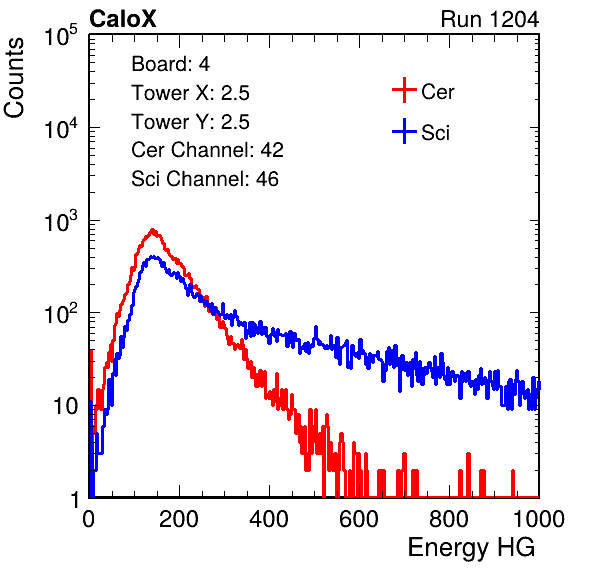 CaloX Run 1204
Counts
10^5
10^4
10^3
10^2
10
1
Board: 4
Tower X: 2.5
Tower Y: 2.5
Cer Channel: 42
Sci Channel: 46
Cer
Sci
0 200 400 600 800 1000
Energy HG